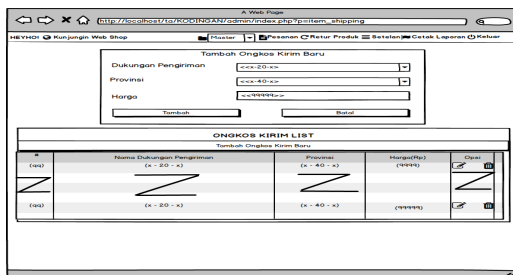 A Web Page
http://localhost/ta/KODINGAN/admin/index.php?p=item_shipping
HEYHO! Kunjungin Web Shop Master Pesanan Retur Produk Setelan Cetak Laporan Keluar
Tambah Ongkos Kirim Baru
Dukungan Pengiriman <<x-20-x>>
Provinsi <<x-40-x>>
Harga <<99999>>
Tambah Batal
ONGKOS KIRIM LIST
Tambah Ongkos Kirim Baru
# Nama Dukungan Pengiriman Provinsi Harga(Rp) Opsi
(qq) (x - 20 - x) (x - 40 - x) (9999)
(qq) (x - 20 - x) (x - 40 - x) (99999)